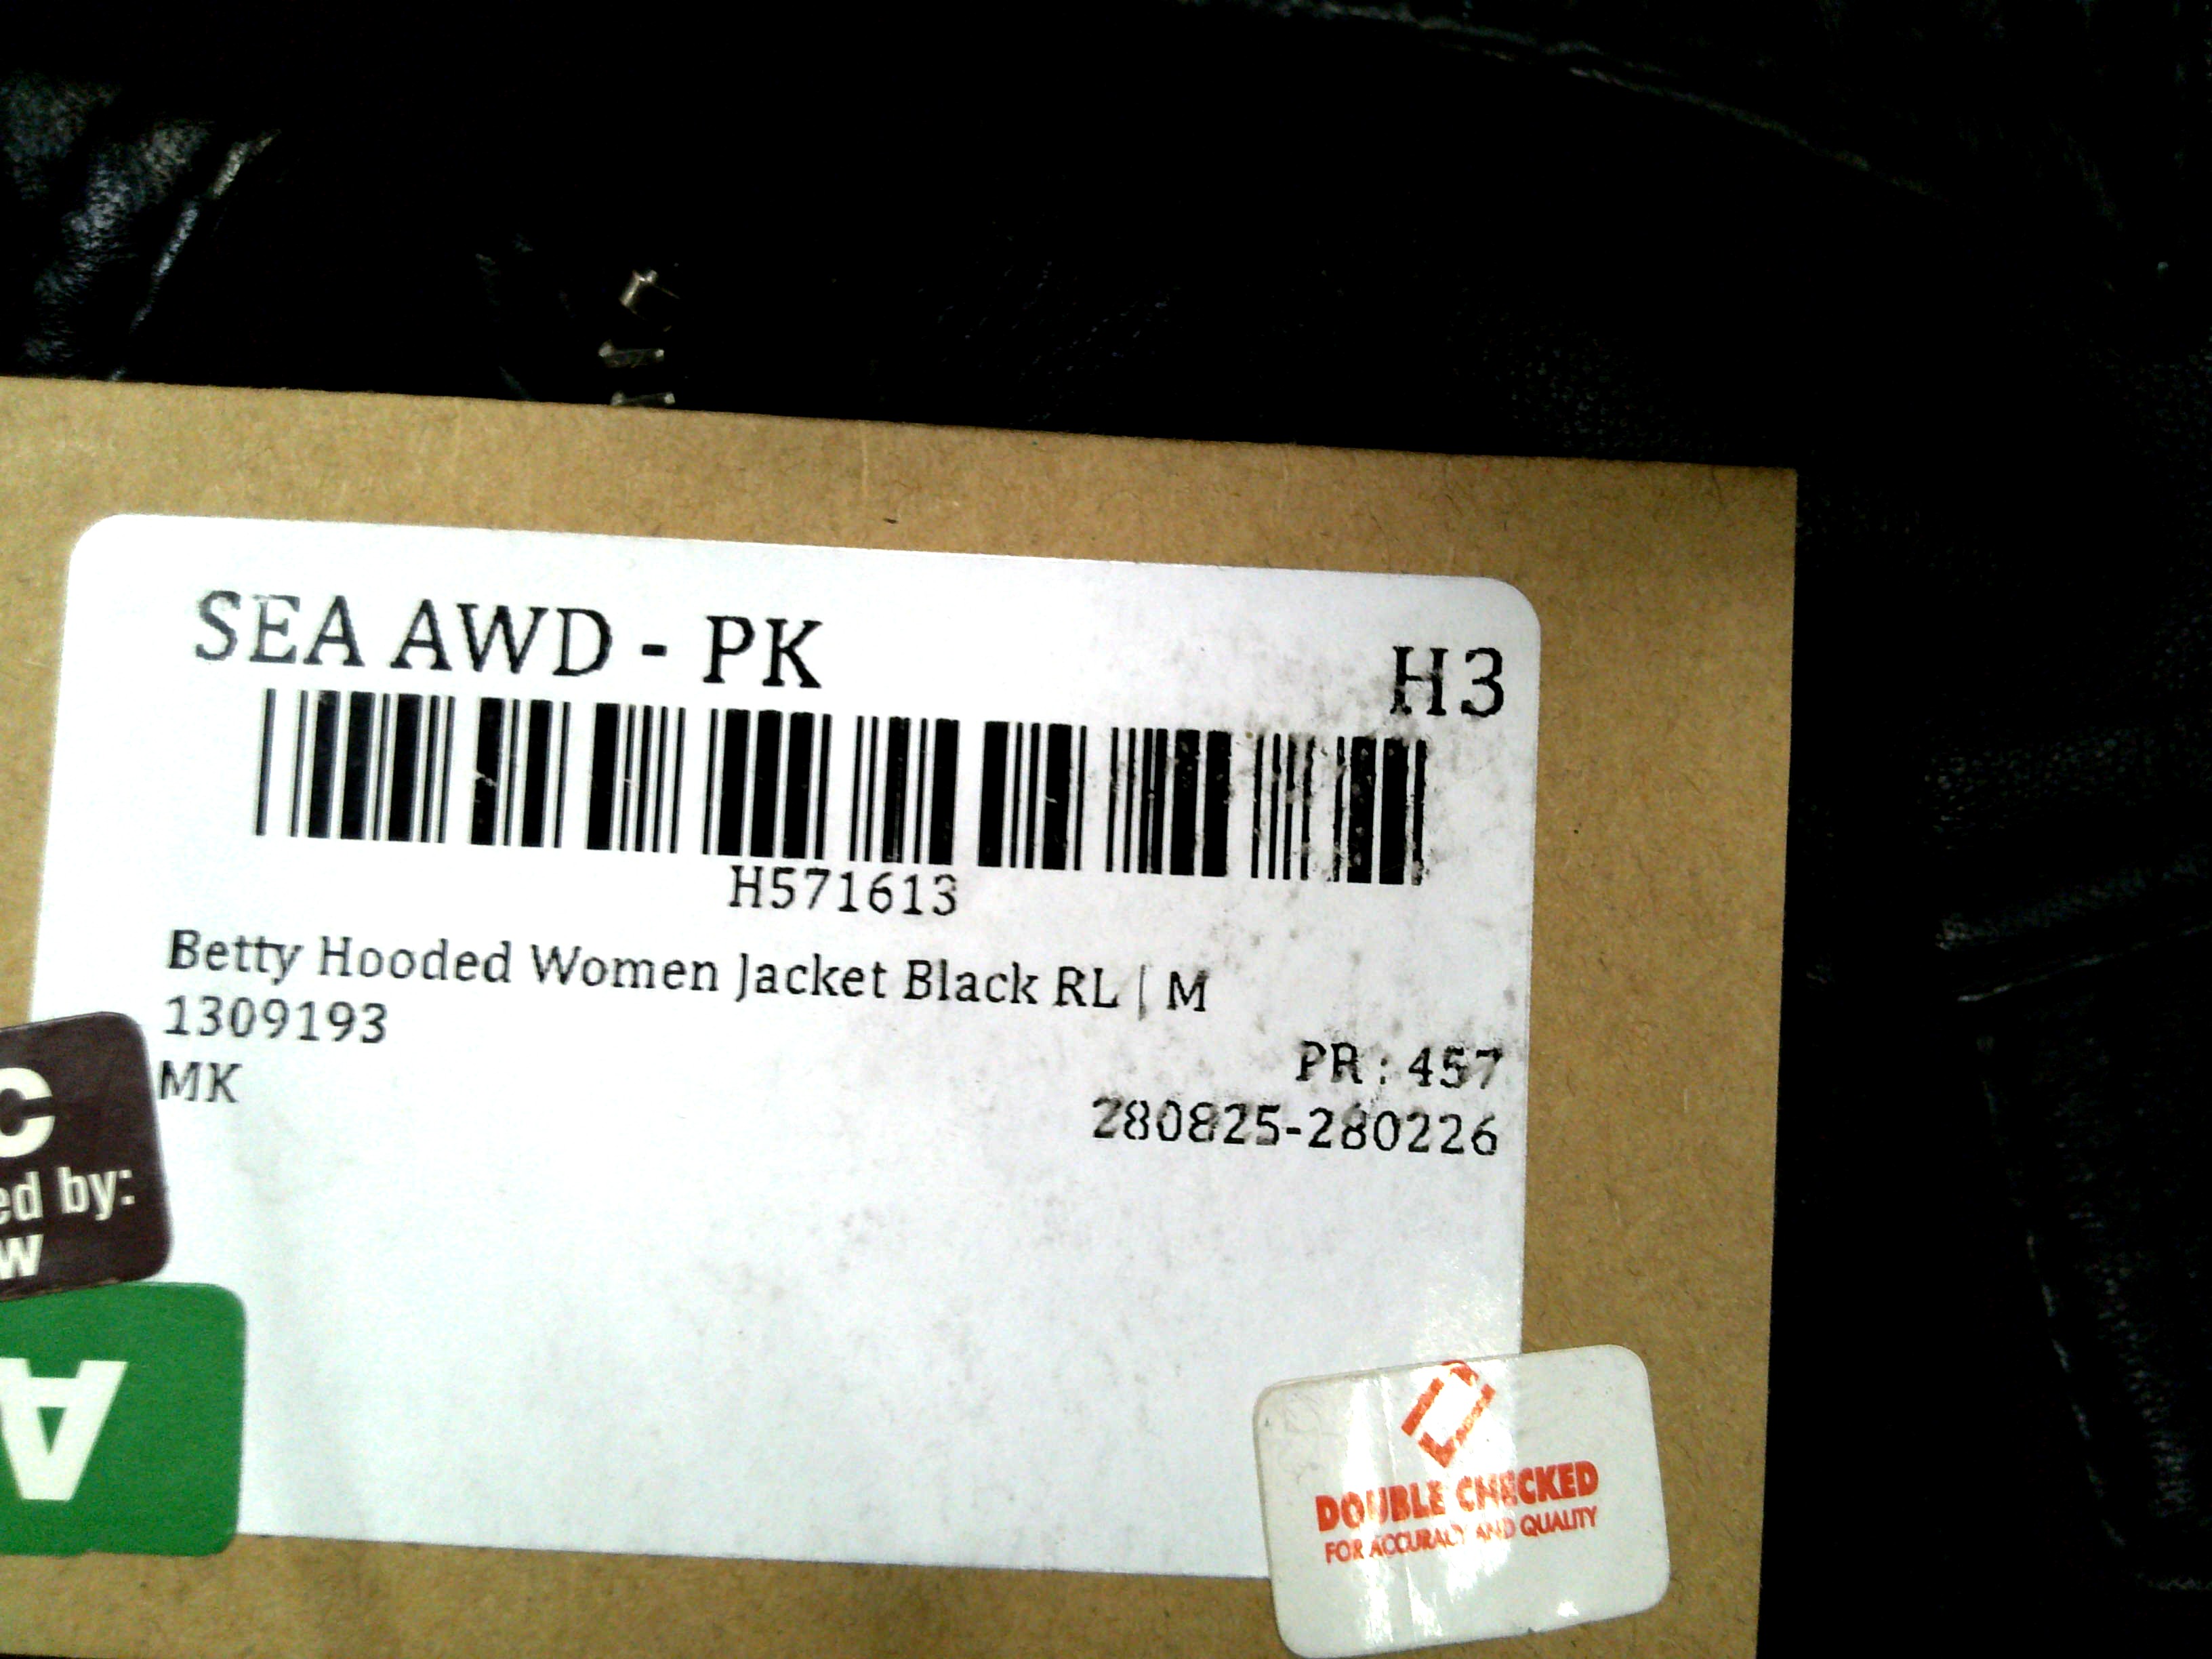 SEA AWD - PK
H3
H571613
Betty Hooded Women Jacket Black RL | M
1309193
MK
PR : 457
280825-280226
C
ed by:
W
A
DOUBLE CHECKED
FOR ACCURACY AND QUALITY